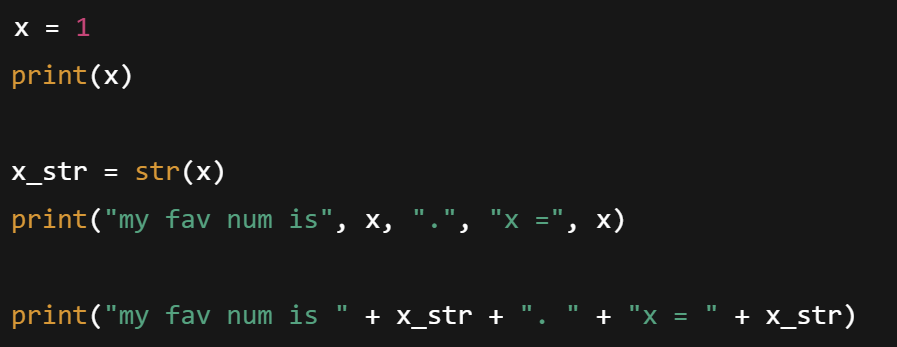 x = 1
print(x)
x_str = str(x)
print("my fav num is", x, ".", "x =", x)
print("my fav num is " + x_str + ". " + "x = " + x_str)